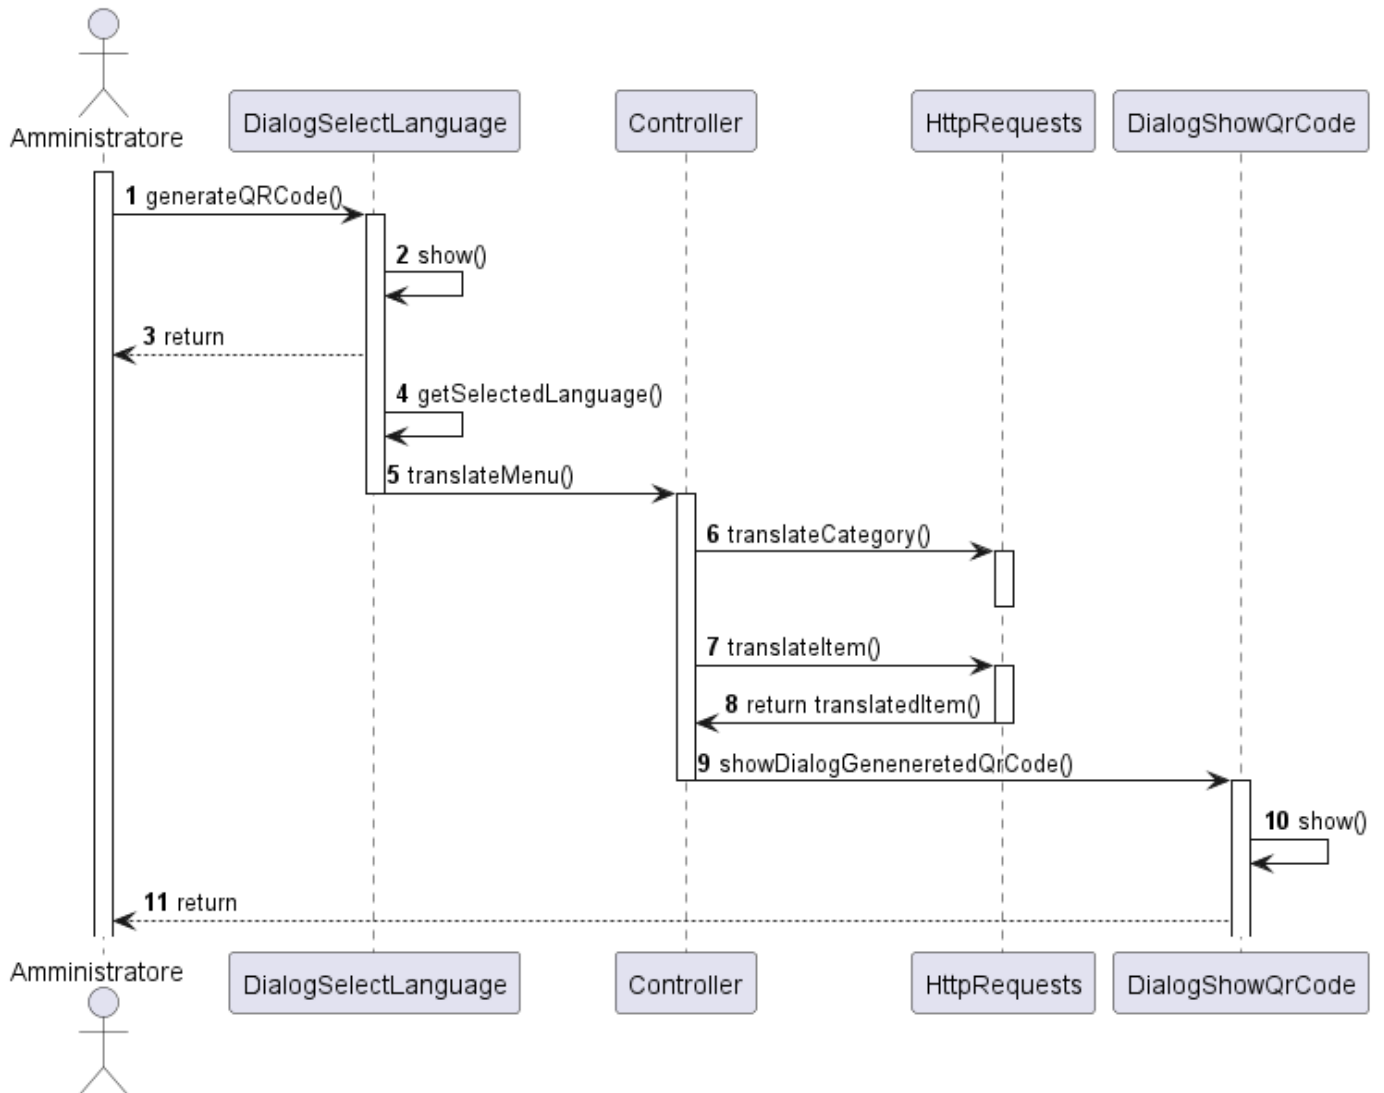 Amministratore
DialogSelectLanguage
Controller
HttpRequests
DialogShowQrCode
1 generateQRCode()
2 show()
3 return
4 getSelectedLanguage()
5 translateMenu()
6 translateCategory()
7 translateItem()
8 return translatedItem()
9 showDialogGeneneretedQrCode()
10 show()
11 return
Amministratore
DialogSelectLanguage
Controller
HttpRequests
DialogShowQrCode